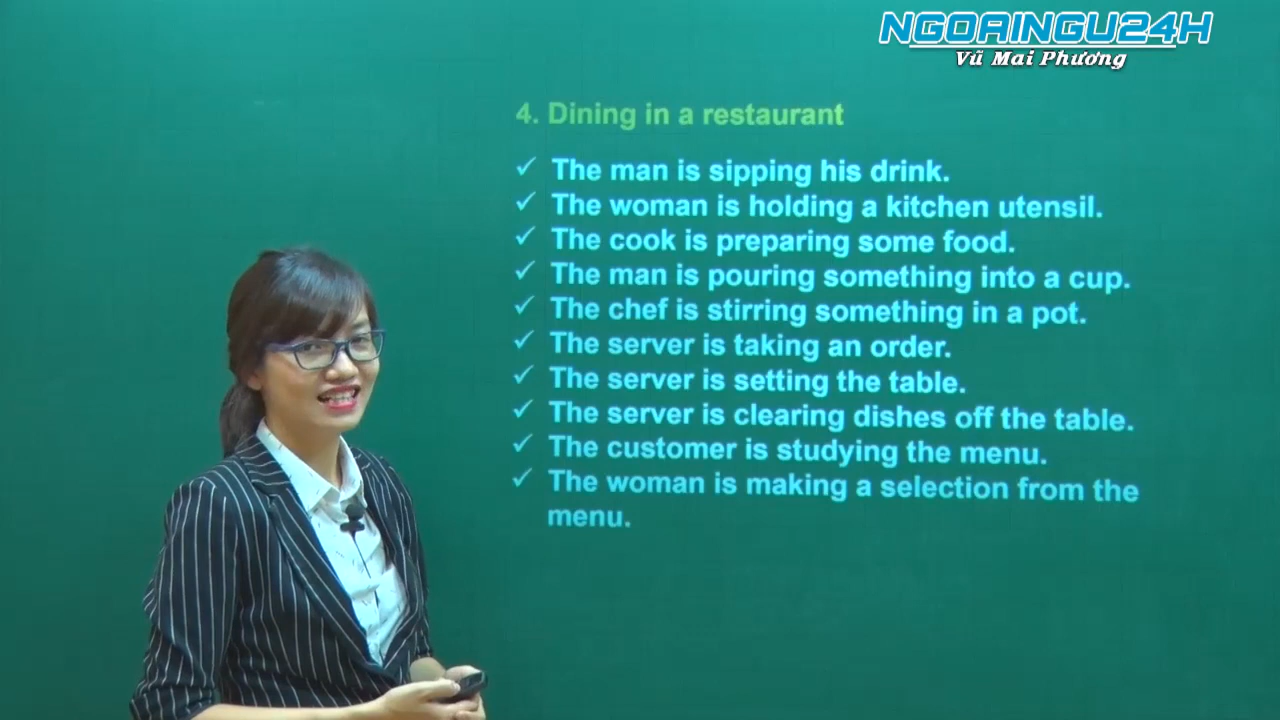 NGOAINGU24H
Vũ Mai Phương
4. Dining in a restaurant
✓ The man is sipping his drink.
✓ The woman is holding a kitchen utensil.
✓ The cook is preparing some food.
✓ The man is pouring something into a cup.
✓ The chef is stirring something in a pot.
✓ The server is taking an order.
✓ The server is setting the table.
✓ The server is clearing dishes off the table.
✓ The customer is studying the menu.
✓ The woman is making a selection from the
menu.